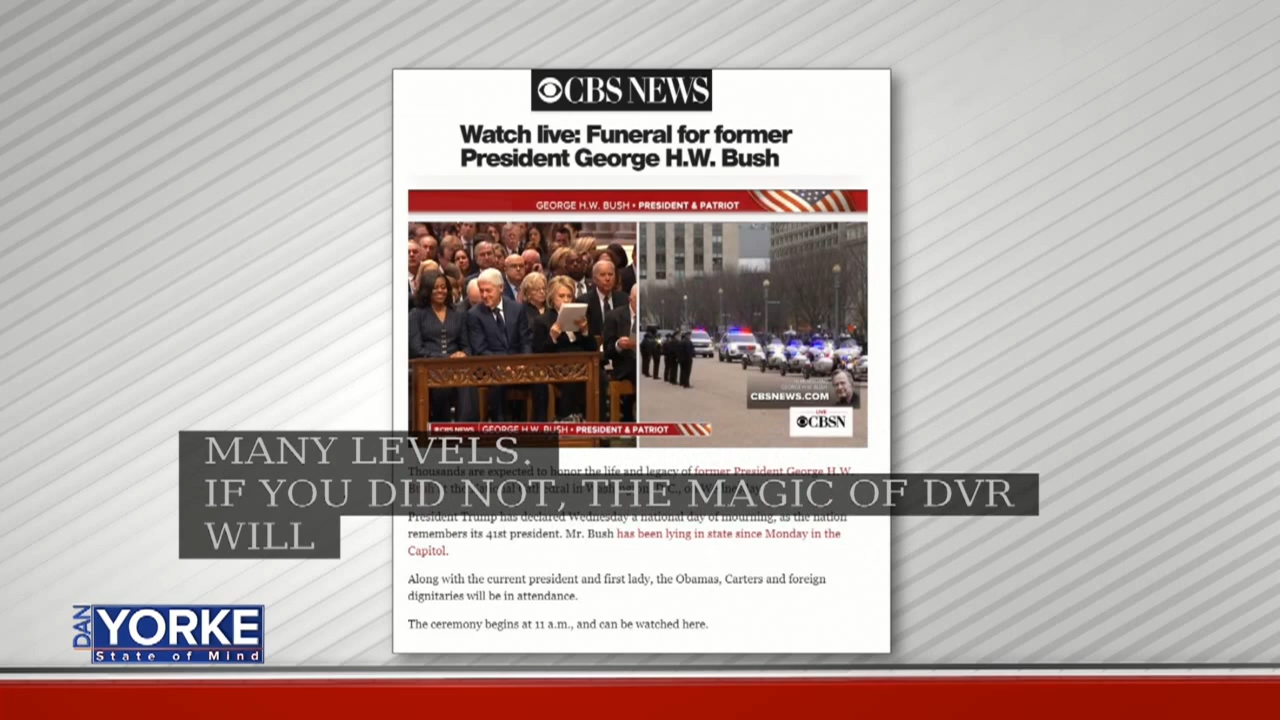 CBS NEWS
Watch live: Funeral for former
President George H.W. Bush
GEORGE H.W. BUSH • PRESIDENT & PATRIOT
CBSNEWS.COM
LIVE
CBSN
CBS NEWS GEORGE H.W. BUSH • PRESIDENT & PATRIOT
MANY LEVELS.
Thousands are expected to honor the life and legacy of former President George H.W.
IF YOU DID NOT, THE MAGIC OF DVR
WILL
President Trump has declared Wednesday a national day of mourning, as the nation
remembers its 41st president. Mr. Bush has been lying in state since Monday in the
Capitol.
Along with the current president and first lady, the Obamas, Carters and foreign
dignitaries will be in attendance.
The ceremony begins at 11 a.m., and can be watched here.
DAN
YORKE
State of Mind